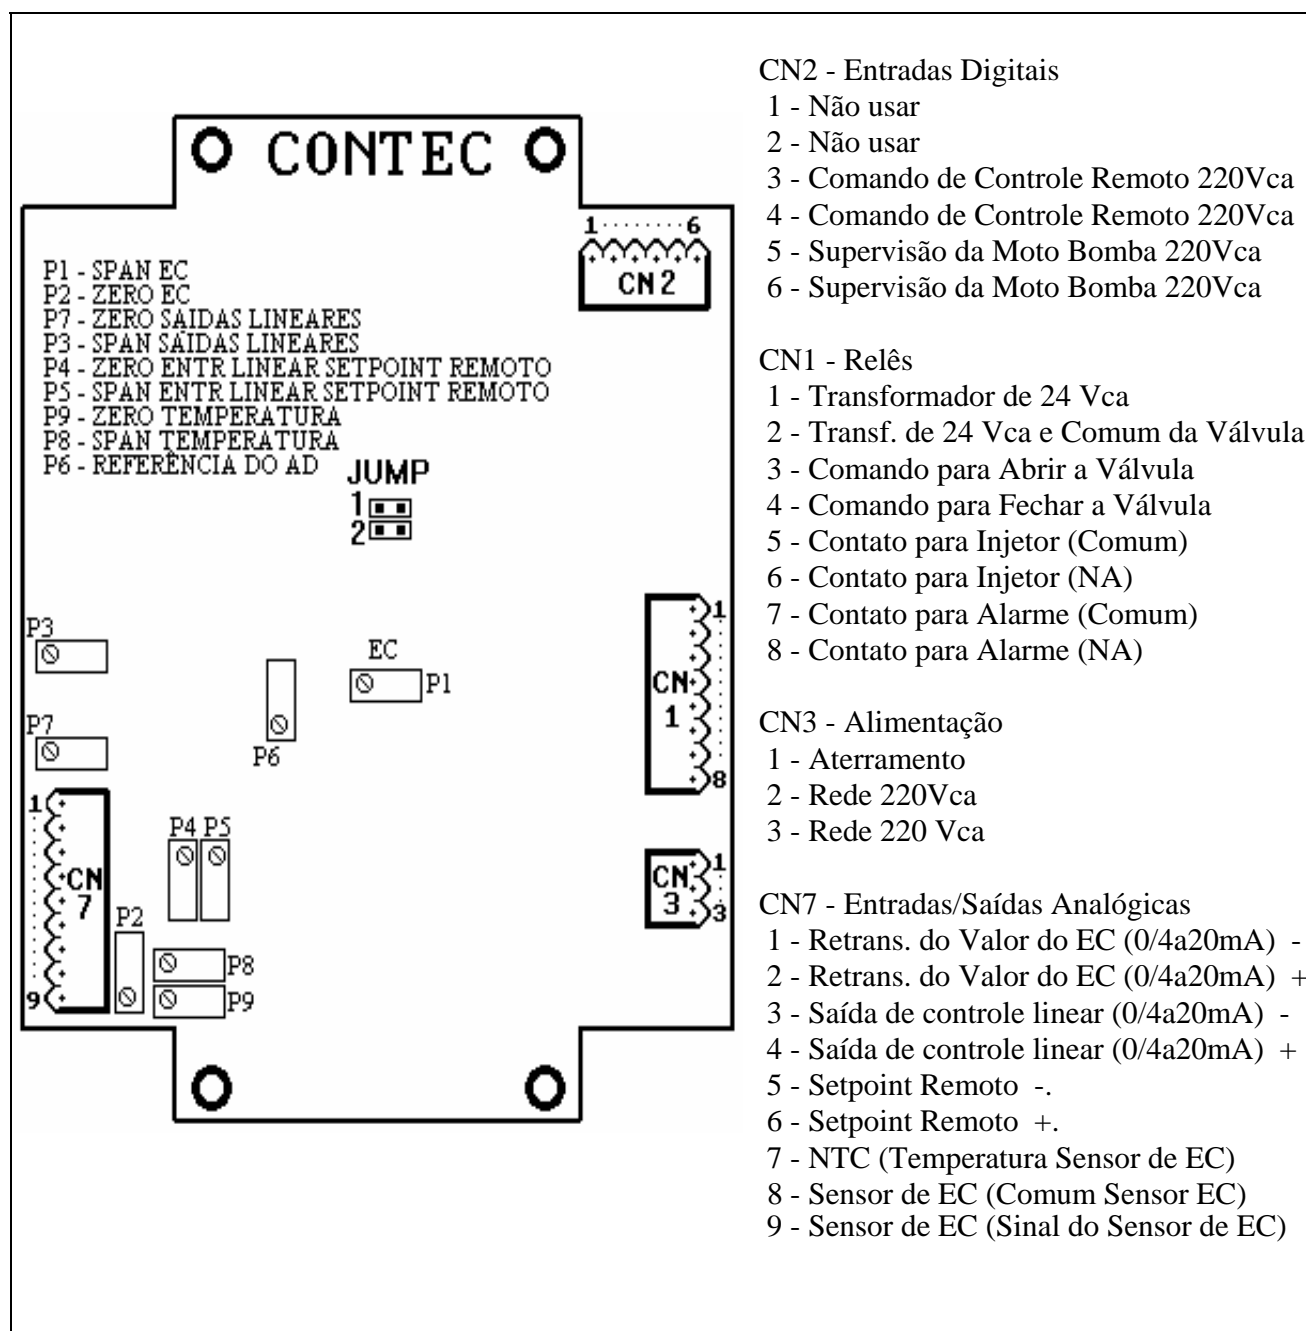 CONTEC
1 ........ 6
CN2
P1 - SPAN EC
P2 - ZERO EC
P7 - ZERO SAIDAS LINEARES
P3 - SPAN SAÍDAS LINEARES
P4 - ZERO ENTR LINEAR SETPOINT REMOTO
P5 - SPAN ENTR LINEAR SETPOINT REMOTO
P9 - ZERO TEMPERATURA
P8 - SPAN TEMPERATURA
P6 - REFERÊNCIA DO AD
JUMP
1
2
P3
EC
P1
P7
P6
1
CN
1
8
1
CN
7
9
P4 P5
P2
P8
P9
1
CN
3
3
CN2 - Entradas Digitais
1 - Não usar
2 - Não usar
3 - Comando de Controle Remoto 220Vca
4 - Comando de Controle Remoto 220Vca
5 - Supervisão da Moto Bomba 220Vca
6 - Supervisão da Moto Bomba 220Vca
CN1 - Relês
1 - Transformador de 24 Vca
2 - Transf. de 24 Vca e Comum da Válvula
3 - Comando para Abrir a Válvula
4 - Comando para Fechar a Válvula
5 - Contato para Injetor (Comum)
6 - Contato para Injetor (NA)
7 - Contato para Alarme (Comum)
8 - Contato para Alarme (NA)
CN3 - Alimentação
1 - Aterramento
2 - Rede 220Vca
3 - Rede 220 Vca
CN7 - Entradas/Saídas Analógicas
1 - Retrans. do Valor do EC (0/4a20mA) -
2 - Retrans. do Valor do EC (0/4a20mA) +
3 - Saída de controle linear (0/4a20mA) -
4 - Saída de controle linear (0/4a20mA) +
5 - Setpoint Remoto -.
6 - Setpoint Remoto +.
7 - NTC (Temperatura Sensor de EC)
8 - Sensor de EC (Comum Sensor EC)
9 - Sensor de EC (Sinal do Sensor de EC)